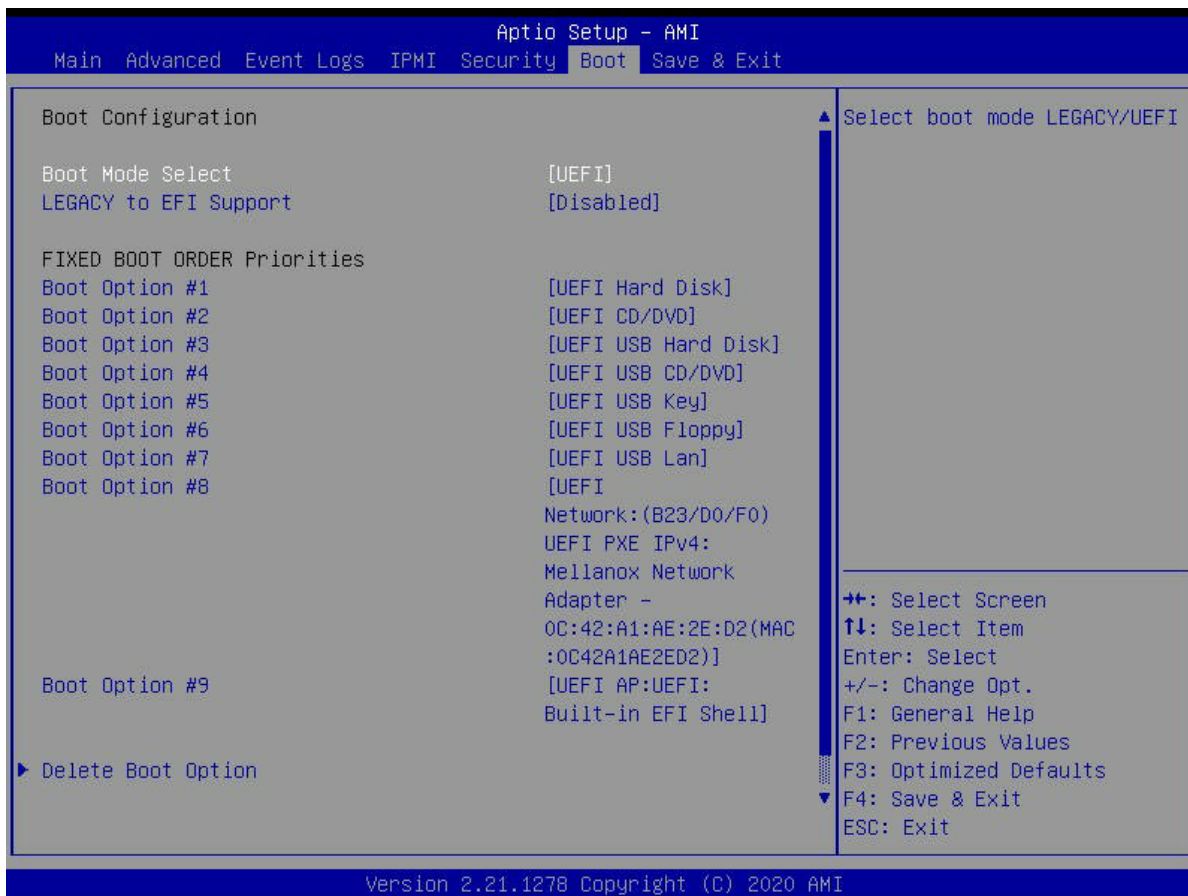 Aptio Setup – AMI
Main Advanced Event Logs IPMI Security Boot Save & Exit
Boot Configuration
Boot Mode Select [UEFI]
LEGACY to EFI Support [Disabled]
FIXED BOOT ORDER Priorities
Boot Option #1 [UEFI Hard Disk]
Boot Option #2 [UEFI CD/DVD]
Boot Option #3 [UEFI USB Hard Disk]
Boot Option #4 [UEFI USB CD/DVD]
Boot Option #5 [UEFI USB Key]
Boot Option #6 [UEFI USB Floppy]
Boot Option #7 [UEFI USB Lan]
Boot Option #8 [UEFI
Network:(B23/D0/F0)
UEFI PXE IPv4:
Mellanox Network
Adapter –
0C:42:A1:AE:2E:D2(MAC
:0C42A1AE2ED2)]
Boot Option #9 [UEFI AP:UEFI:
Built-in EFI Shell]
Delete Boot Option
Select boot mode LEGACY/UEFI
→←: Select Screen
↑↓: Select Item
Enter: Select
+/-: Change Opt.
F1: General Help
F2: Previous Values
F3: Optimized Defaults
F4: Save & Exit
ESC: Exit
Version 2.21.1278 Copyright (C) 2020 AMI